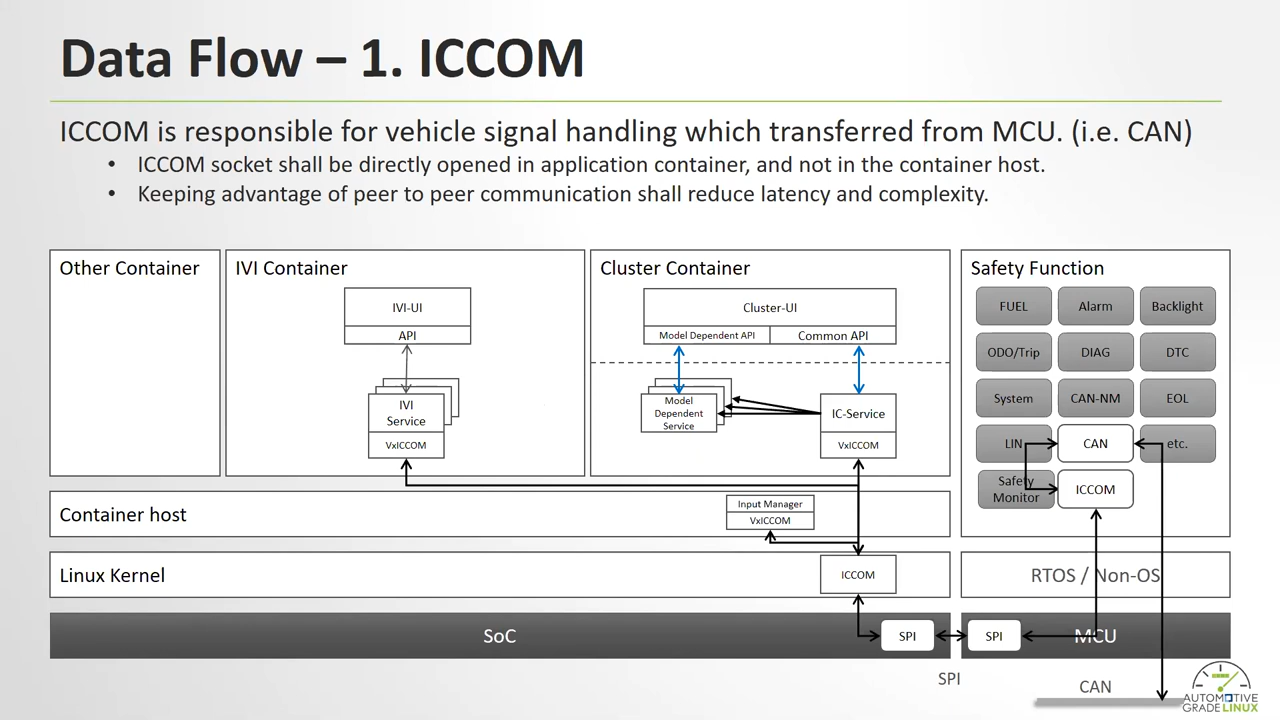 Data Flow – 1. ICCOM
ICCOM is responsible for vehicle signal handling which transferred from MCU. (i.e. CAN)
• ICCOM socket shall be directly opened in application container, and not in the container host.
• Keeping advantage of peer to peer communication shall reduce latency and complexity.
Other Container
IVI Container
IVI-UI
API
IVI
Service
VxICCOM
Cluster Container
Cluster-UI
Model Dependent API
Common API
Model
Dependent
Service
IC-Service
VxICCOM
Safety Function
FUEL
Alarm
Backlight
ODO/Trip
DIAG
DTC
System
CAN-NM
EOL
LIN
CAN
etc.
Safety
Monitor
ICCOM
Container host
Input Manager
VxICCOM
Linux Kernel
ICCOM
RTOS / Non-OS
SoC
SPI
SPI
MCU
SPI
CAN
AUTOMOTIVE
GRADE LINUX